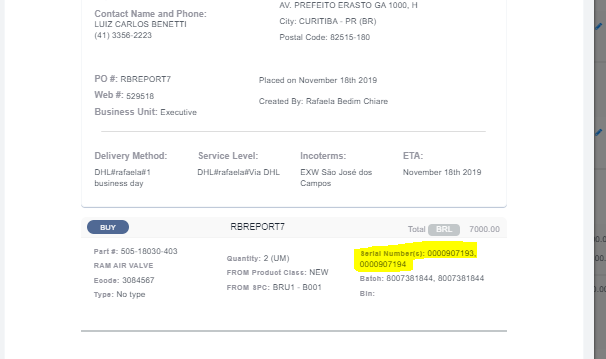 AV. PREFEITO ERASTO GA 1000, H
Contact Name and Phone:
LUIZ CARLOS BENETTI
(41) 3356-2223
City: CURITIBA - PR (BR)
Postal Code: 82515-180
PO #: RBREPORT7
Placed on November 18th 2019
Web #: 529518
Created By: Rafaela Bedim Chiare
Business Unit: Executive
Delivery Method:
DHL#rafaela#1
business day
Service Level:
DHL#rafaela#Via DHL
Incoterms:
EXW São José dos
Campos
ETA:
November 18th 2019
BUY
RBREPORT7
Total BRL 7000.00
Part #: 505-18030-403
RAM AIR VALVE
Ecode: 3084567
Type: No type
Quantity: 2 (UM)
FROM Product Class: NEW
FROM SPC: BRU1 - B001
Serial Number(s): 0000907193,
0000907194
Batch: 8007381844, 8007381844
Bin: